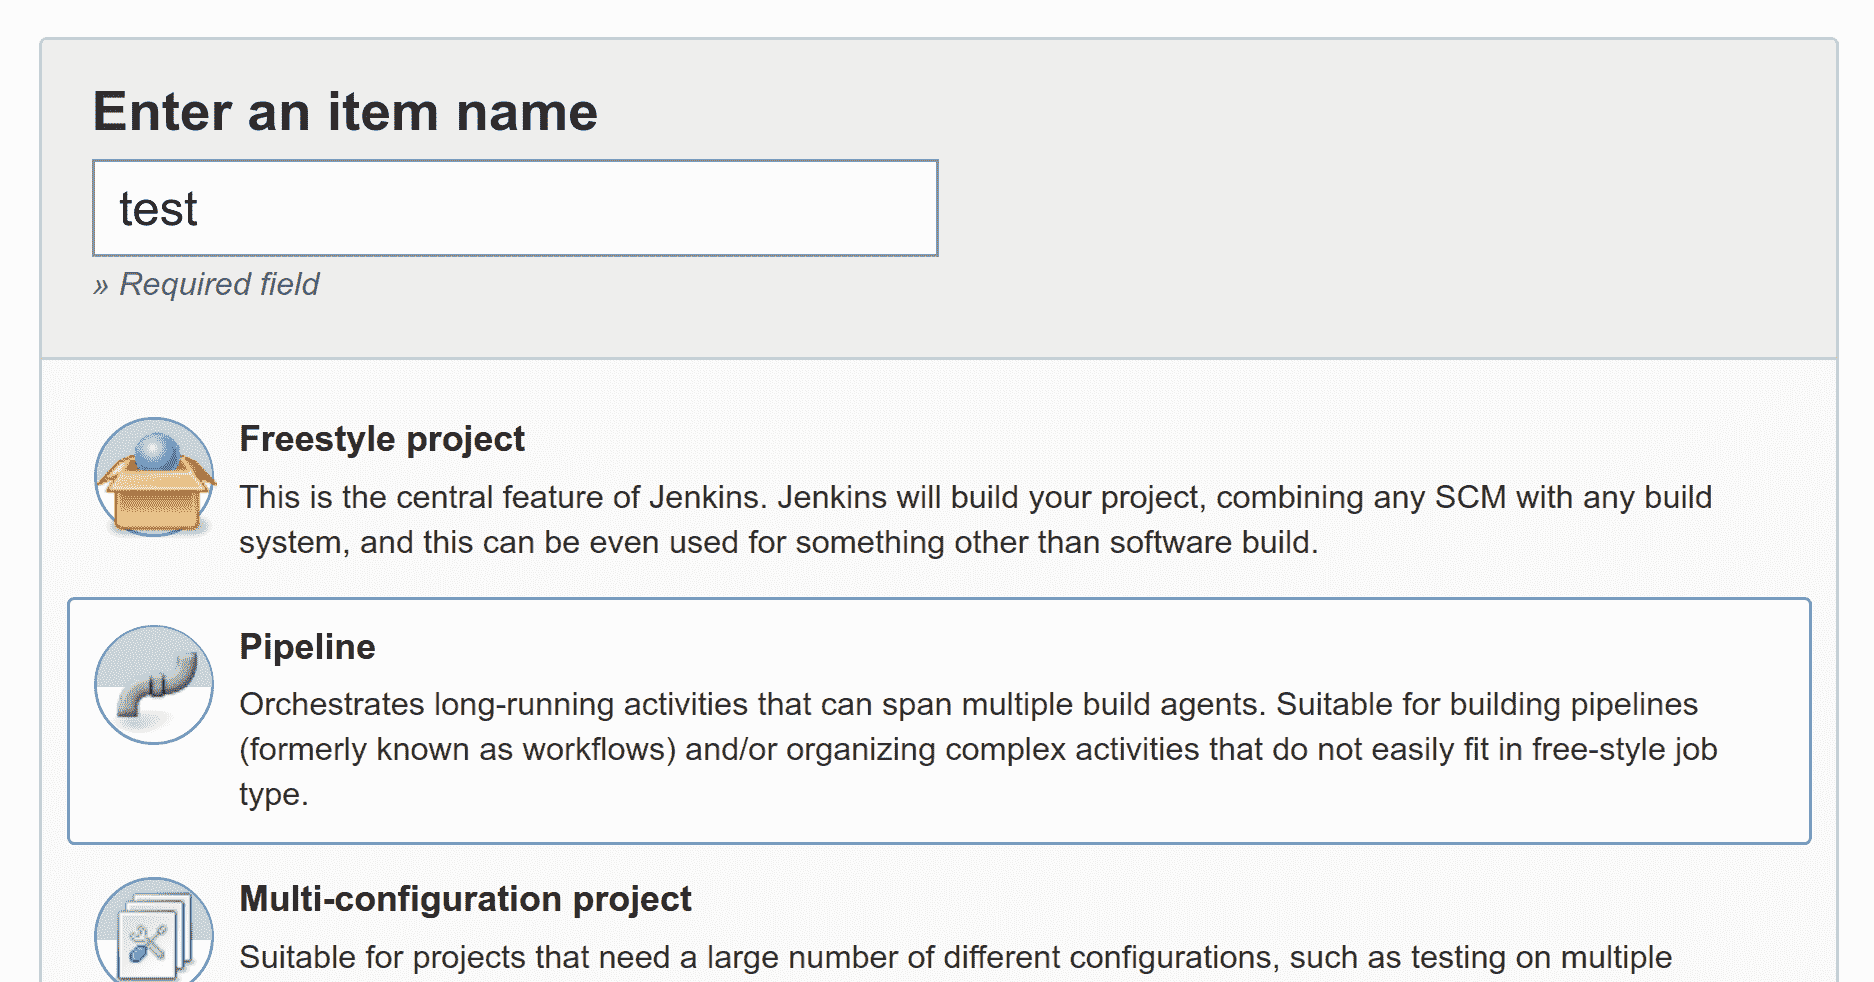 Enter an item name
test
» Required field
Freestyle project
This is the central feature of Jenkins. Jenkins will build your project, combining any SCM with any build
system, and this can be even used for something other than software build.
Pipeline
Orchestrates long-running activities that can span multiple build agents. Suitable for building pipelines
(formerly known as workflows) and/or organizing complex activities that do not easily fit in free-style job
type.
Multi-configuration project
Suitable for projects that need a large number of different configurations, such as testing on multiple